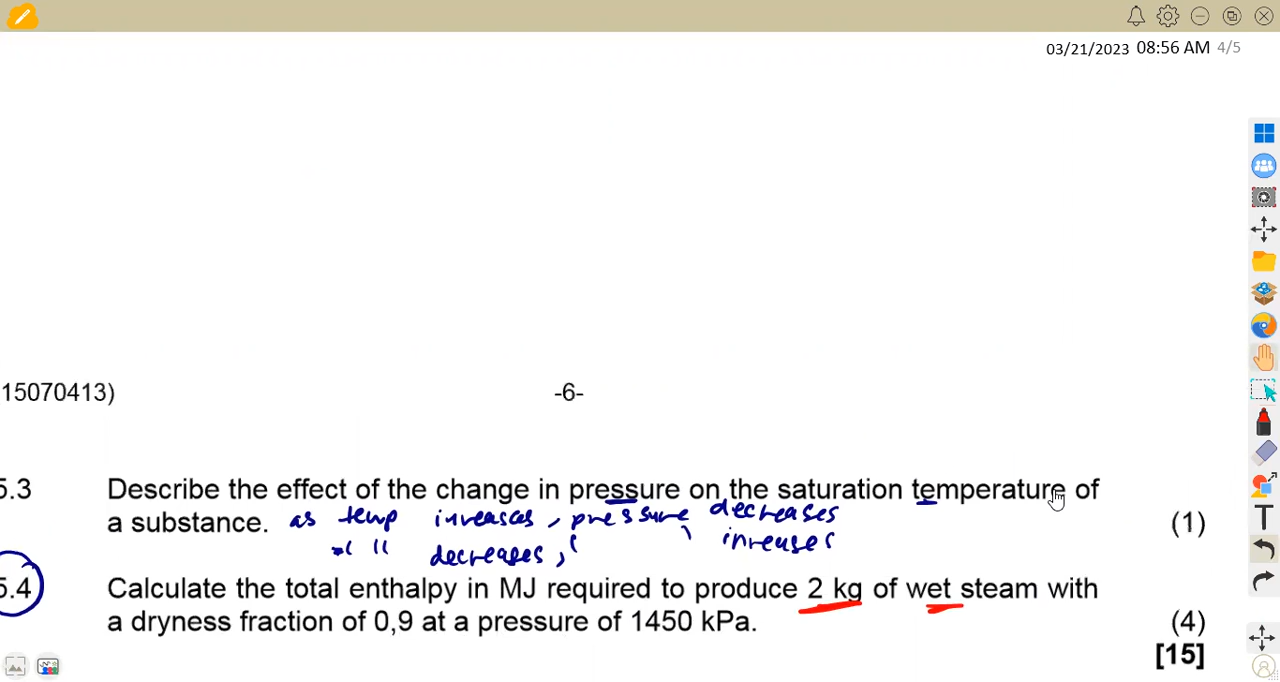 03/21/2023 08:56 AM 4/5
15070413)
-6-
5.3 Describe the effect of the change in pressure on the saturation temperature of
a substance. (1)
as temp increases, pressure decreases
" " decreases, " increases
5.4 Calculate the total enthalpy in MJ required to produce 2 kg of wet steam with
a dryness fraction of 0,9 at a pressure of 1450 kPa. (4)
[15]
T